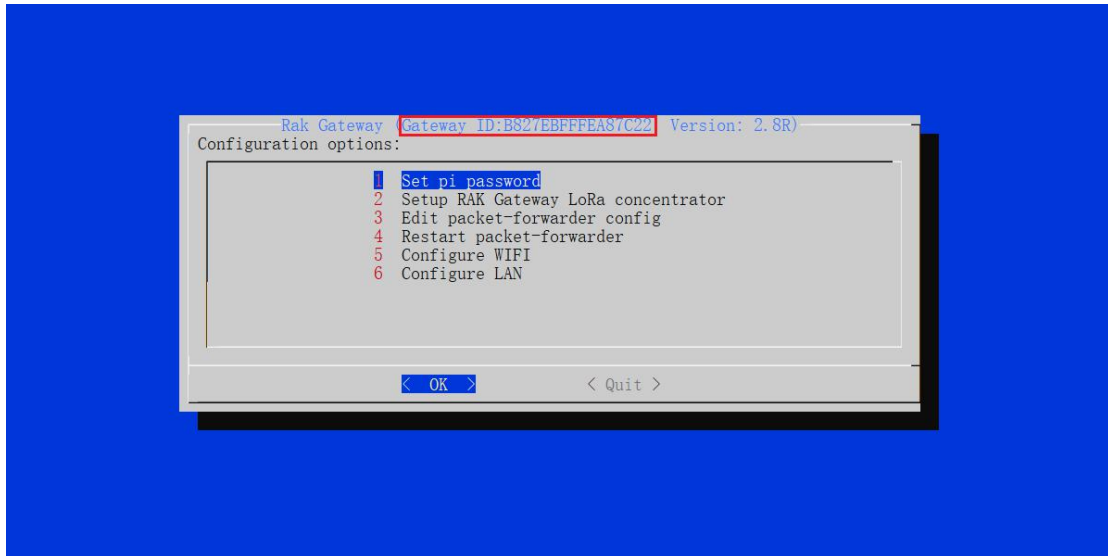 Rak Gateway (Gateway ID:B827EBFFFEA87C22 Version: 2.8R)
Configuration options:
1 Set pi password
2 Setup RAK Gateway LoRa concentrator
3 Edit packet-forwarder config
4 Restart packet-forwarder
5 Configure WIFI
6 Configure LAN
< OK > < Quit >